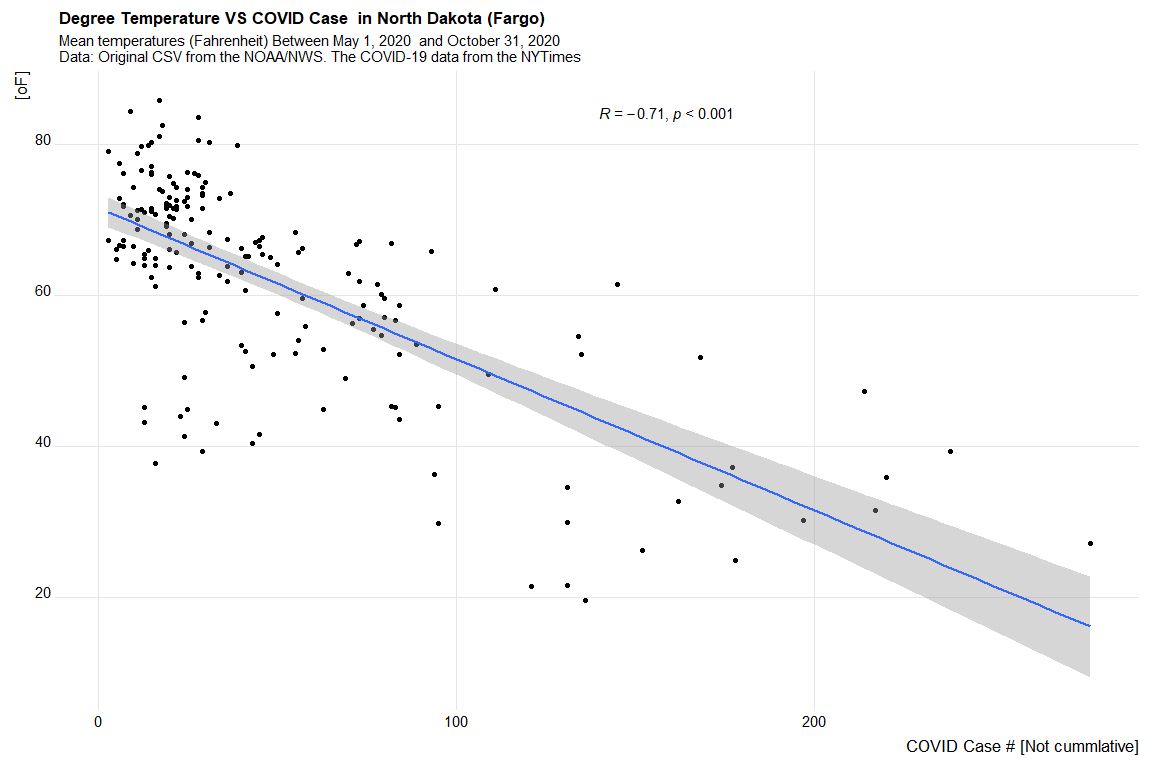 Degree Temperature VS COVID Case  in North Dakota (Fargo)
Mean temperatures (Fahrenheit) Between May 1, 2020  and October 31, 2020
Data: Original CSV from the NOAA/NWS. The COVID-19 data from the NYTimes
[oF]
R = −0.71, p < 0.001
80
60
40
20
0 100 200
COVID Case # [Not cummlative]